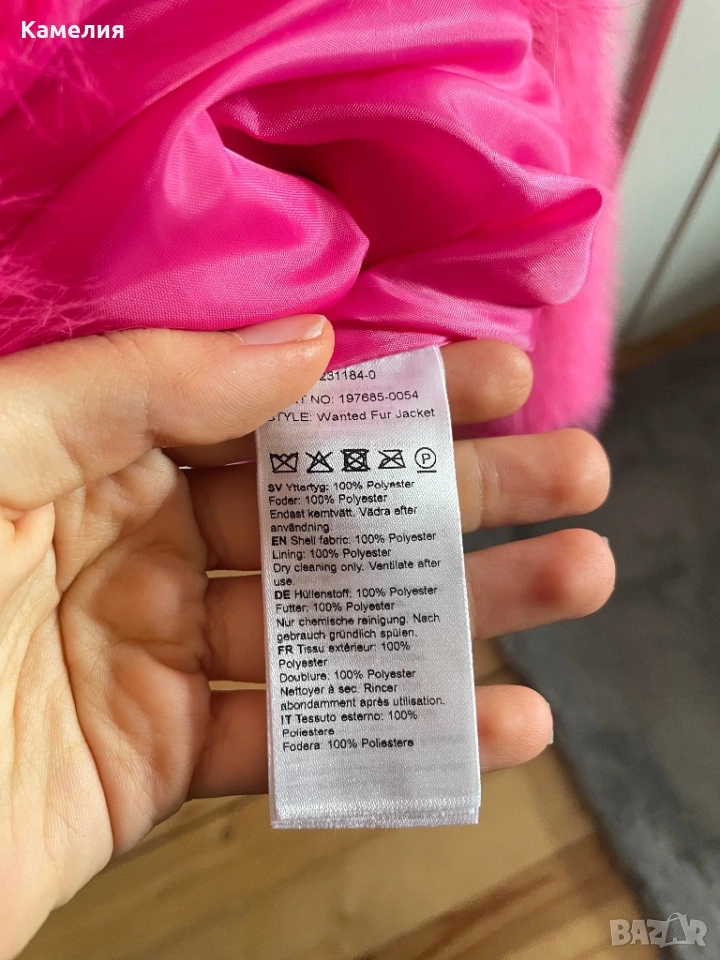 Камелия
231184-0
NO: 197685-0054
STYLE: Wanted Fur Jacket
P
SV Yttertyg: 100% Polyester
Foder: 100% Polyester
Endast kemtvätt. Vädra efter
användning.
EN Shell fabric: 100% Polyester
Lining: 100% Polyester
Dry cleaning only. Ventilate after
use.
DE Hüllenstoff: 100% Polyester
Futter: 100% Polyester
Nur chemische reinigung. Nach
gebrauch gründlich spülen.
FR Tissu extérieur: 100%
Polyester
Doublure: 100% Polyester
Nettoyer à sec. Rincer
abondamment après utilisation.
IT Tessuto esterno: 100%
Poliestere
Fodera: 100% Poliestere
BAZAR